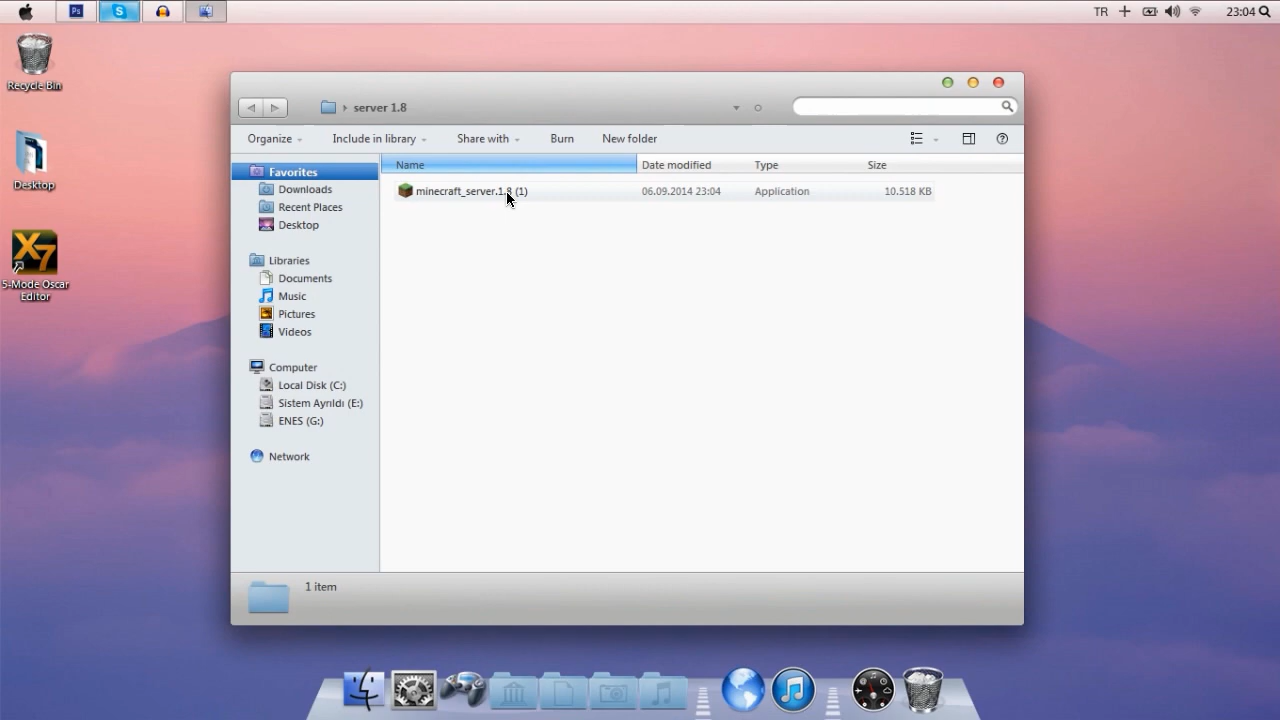 Ps
S
TR
23:04
Recycle Bin
Desktop
X7
5-Mode Oscar
Editor
server 1.8
Organize
Include in library
Share with
Burn
New folder
Name
Date modified
Type
Size
minecraft_server.1.8 (1)
06.09.2014 23:04
Application
10.518 KB
Favorites
Downloads
Recent Places
Desktop
Libraries
Documents
Music
Pictures
Videos
Computer
Local Disk (C:)
Sistem Ayrıldı (E:)
ENES (G:)
Network
1 item